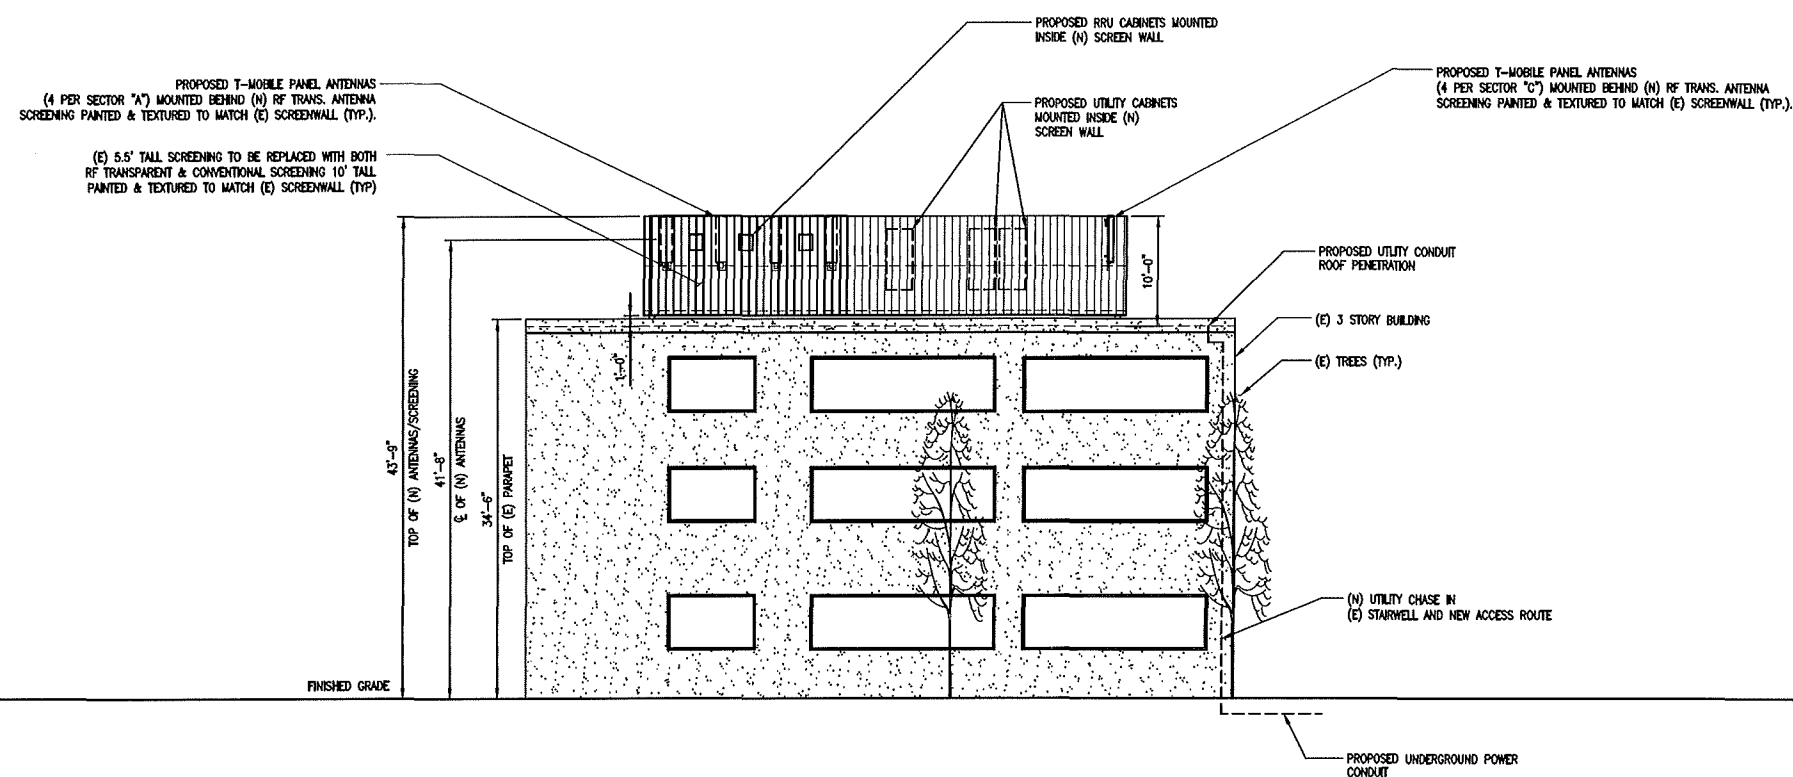 PROPOSED RRU CABINETS MOUNTED
INSIDE (N) SCREEN WALL
PROPOSED T-MOBILE PANEL ANTENNAS
(4 PER SECTOR "A") MOUNTED BEHIND (N) RF TRANS. ANTENNA
SCREENING PAINTED & TEXTURED TO MATCH (E) SCREENWALL (TYP.).
PROPOSED UTILITY CABINETS
MOUNTED INSIDE (N)
SCREEN WALL
PROPOSED T-MOBILE PANEL ANTENNAS
(4 PER SECTOR "C") MOUNTED BEHIND (N) RF TRANS. ANTENNA
SCREENING PAINTED & TEXTURED TO MATCH (E) SCREENWALL (TYP.).
(E) 5.5' TALL SCREENING TO BE REPLACED WITH BOTH
RF TRANSPARENT & CONVENTIONAL SCREENING 10' TALL
PAINTED & TEXTURED TO MATCH (E) SCREENWALL (TYP)
10'-0"
PROPOSED UTILITY CONDUIT
ROOF PENETRATION
(E) 3 STORY BUILDING
(E) TREES (TYP.)
1'-0"
43'-9"
TOP OF (N) ANTENNAS/SCREENING
41'-8"
℄ OF (N) ANTENNAS
34'-6"
TOP OF (E) PARAPET
(N) UTILITY CHASE IN
(E) STAIRWELL AND NEW ACCESS ROUTE
FINISHED GRADE
PROPOSED UNDERGROUND POWER
CONDUIT